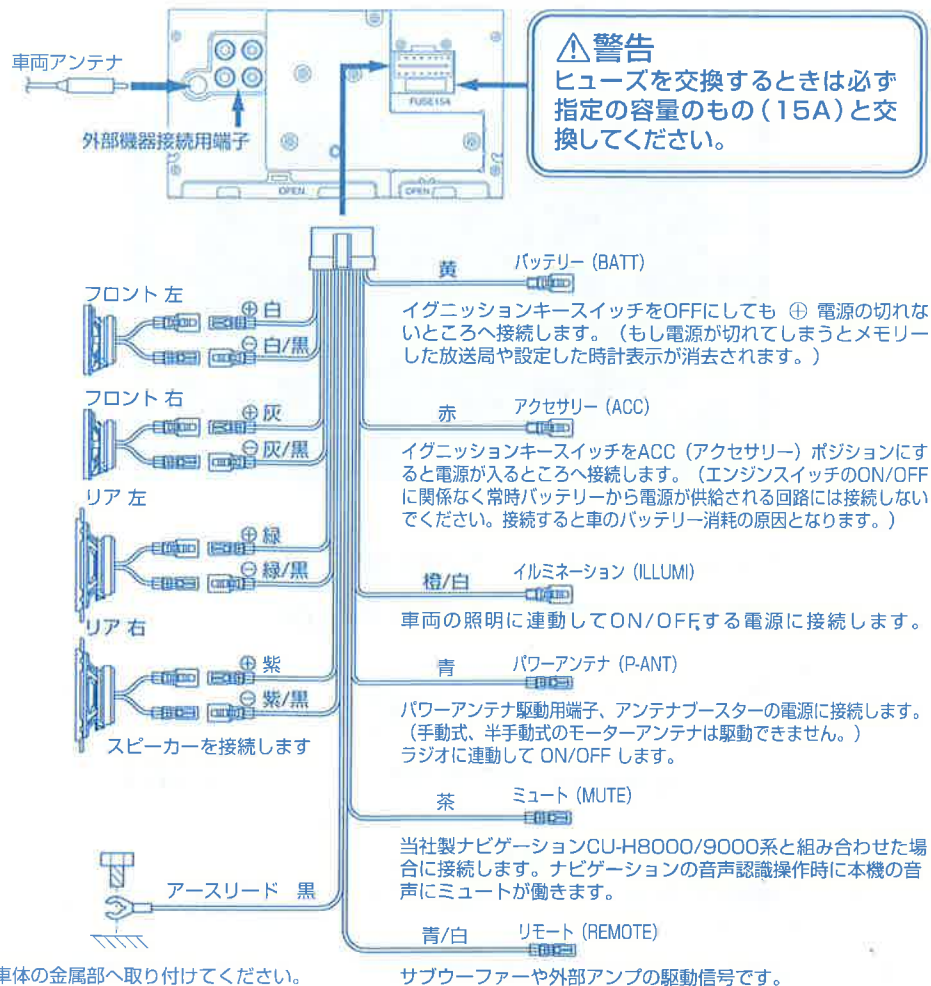 車両アンテナ
外部機器接続用端子
FUSE15A
OPEN
OPEN
⚠警告
ヒューズを交換するときは必ず
指定の容量のもの（15A）と交
換してください。
フロント 左
⊕ 白
⊖ 白/黒
フロント 右
⊕ 灰
⊖ 灰/黒
リア 左
⊕ 緑
⊖ 緑/黒
リア 右
⊕ 紫
⊖ 紫/黒
スピーカーを接続します
アースリード 黒
車体の金属部へ取り付けてください。
黄 バッテリー（BATT）
イグニッションキースイッチをOFFにしても ⊕ 電源の切れな
いところへ接続します。（もし電源が切れてしまうとメモリー
した放送局や設定した時計表示が消去されます。）
赤 アクセサリー（ACC）
イグニッションキースイッチをACC（アクセサリー）ポジションにす
ると電源が入るところへ接続します。（エンジンスイッチのON/OFF
に関係なく常時バッテリーから電源が供給される回路には接続しない
でください。接続すると車のバッテリー消耗の原因となります。）
橙/白 イルミネーション（ILLUMI）
車両の照明に連動してON/OFFする電源に接続します。
青 パワーアンテナ（P-ANT）
パワーアンテナ駆動用端子、アンテナブースターの電源に接続します。
（手動式、半手動式のモーターアンテナは駆動できません。）
ラジオに連動して ON/OFF します。
茶 ミュート（MUTE）
当社製ナビゲーションCU-H8000/9000系と組み合わせた場
合に接続します。ナビゲーションの音声認識操作時に本機の音
声にミュートが働きます。
青/白 リモート（REMOTE）
サブウーファーや外部アンプの駆動信号です。